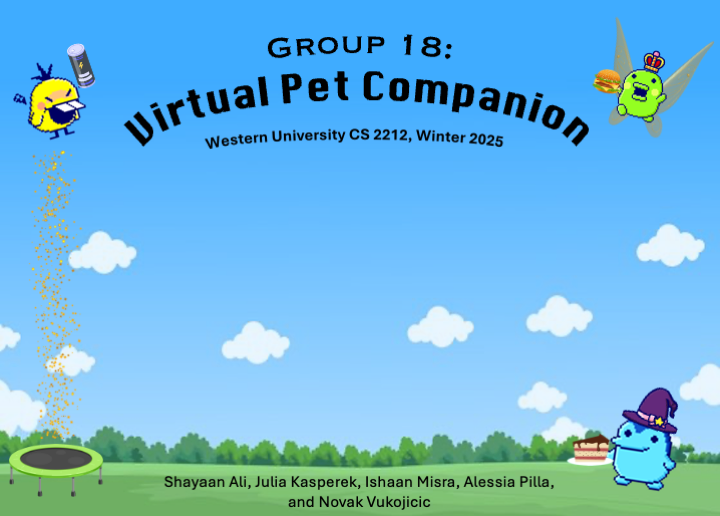 GROUP 18:
Virtual Pet Companion
Western University CS 2212, Winter 2025
Shayaan Ali, Julia Kasperek, Ishaan Misra, Alessia Pilla,
and Novak Vukojicic